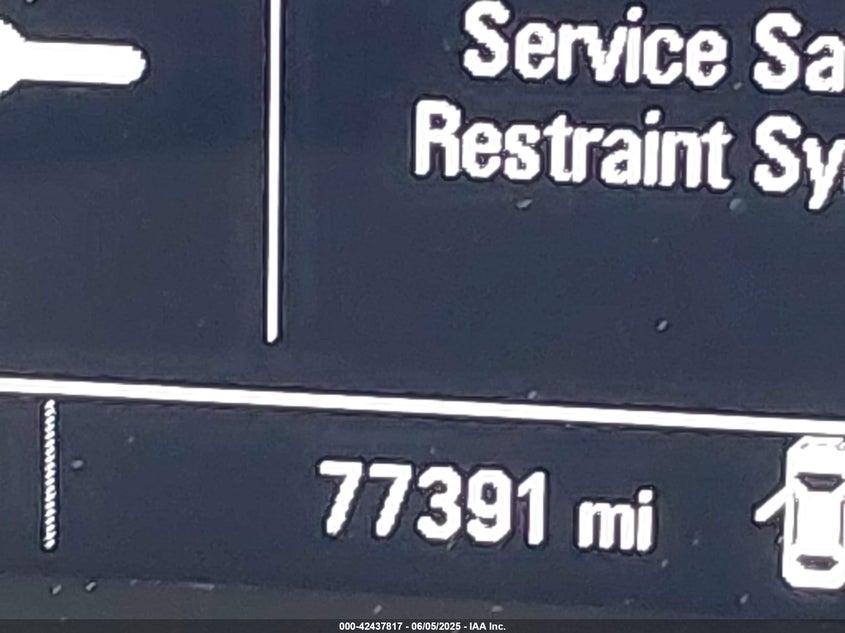 Service Sa
Restraint Sy
77391 mi
000-42437817 - 06/05/2025 - IAA Inc.